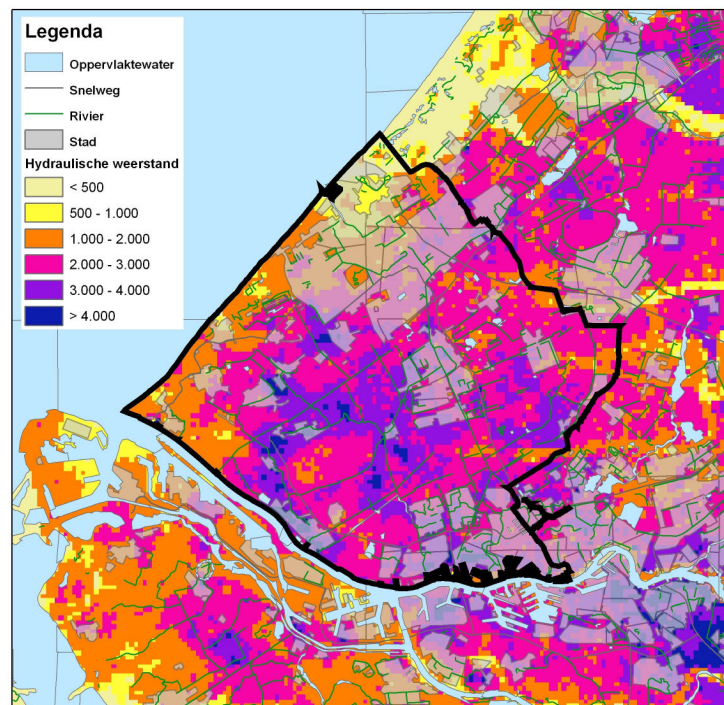 Legenda
Oppervlaktewater
Snelweg
Rivier
Stad
Hydraulische weerstand
< 500
500 - 1.000
1.000 - 2.000
2.000 - 3.000
3.000 - 4.000
> 4.000